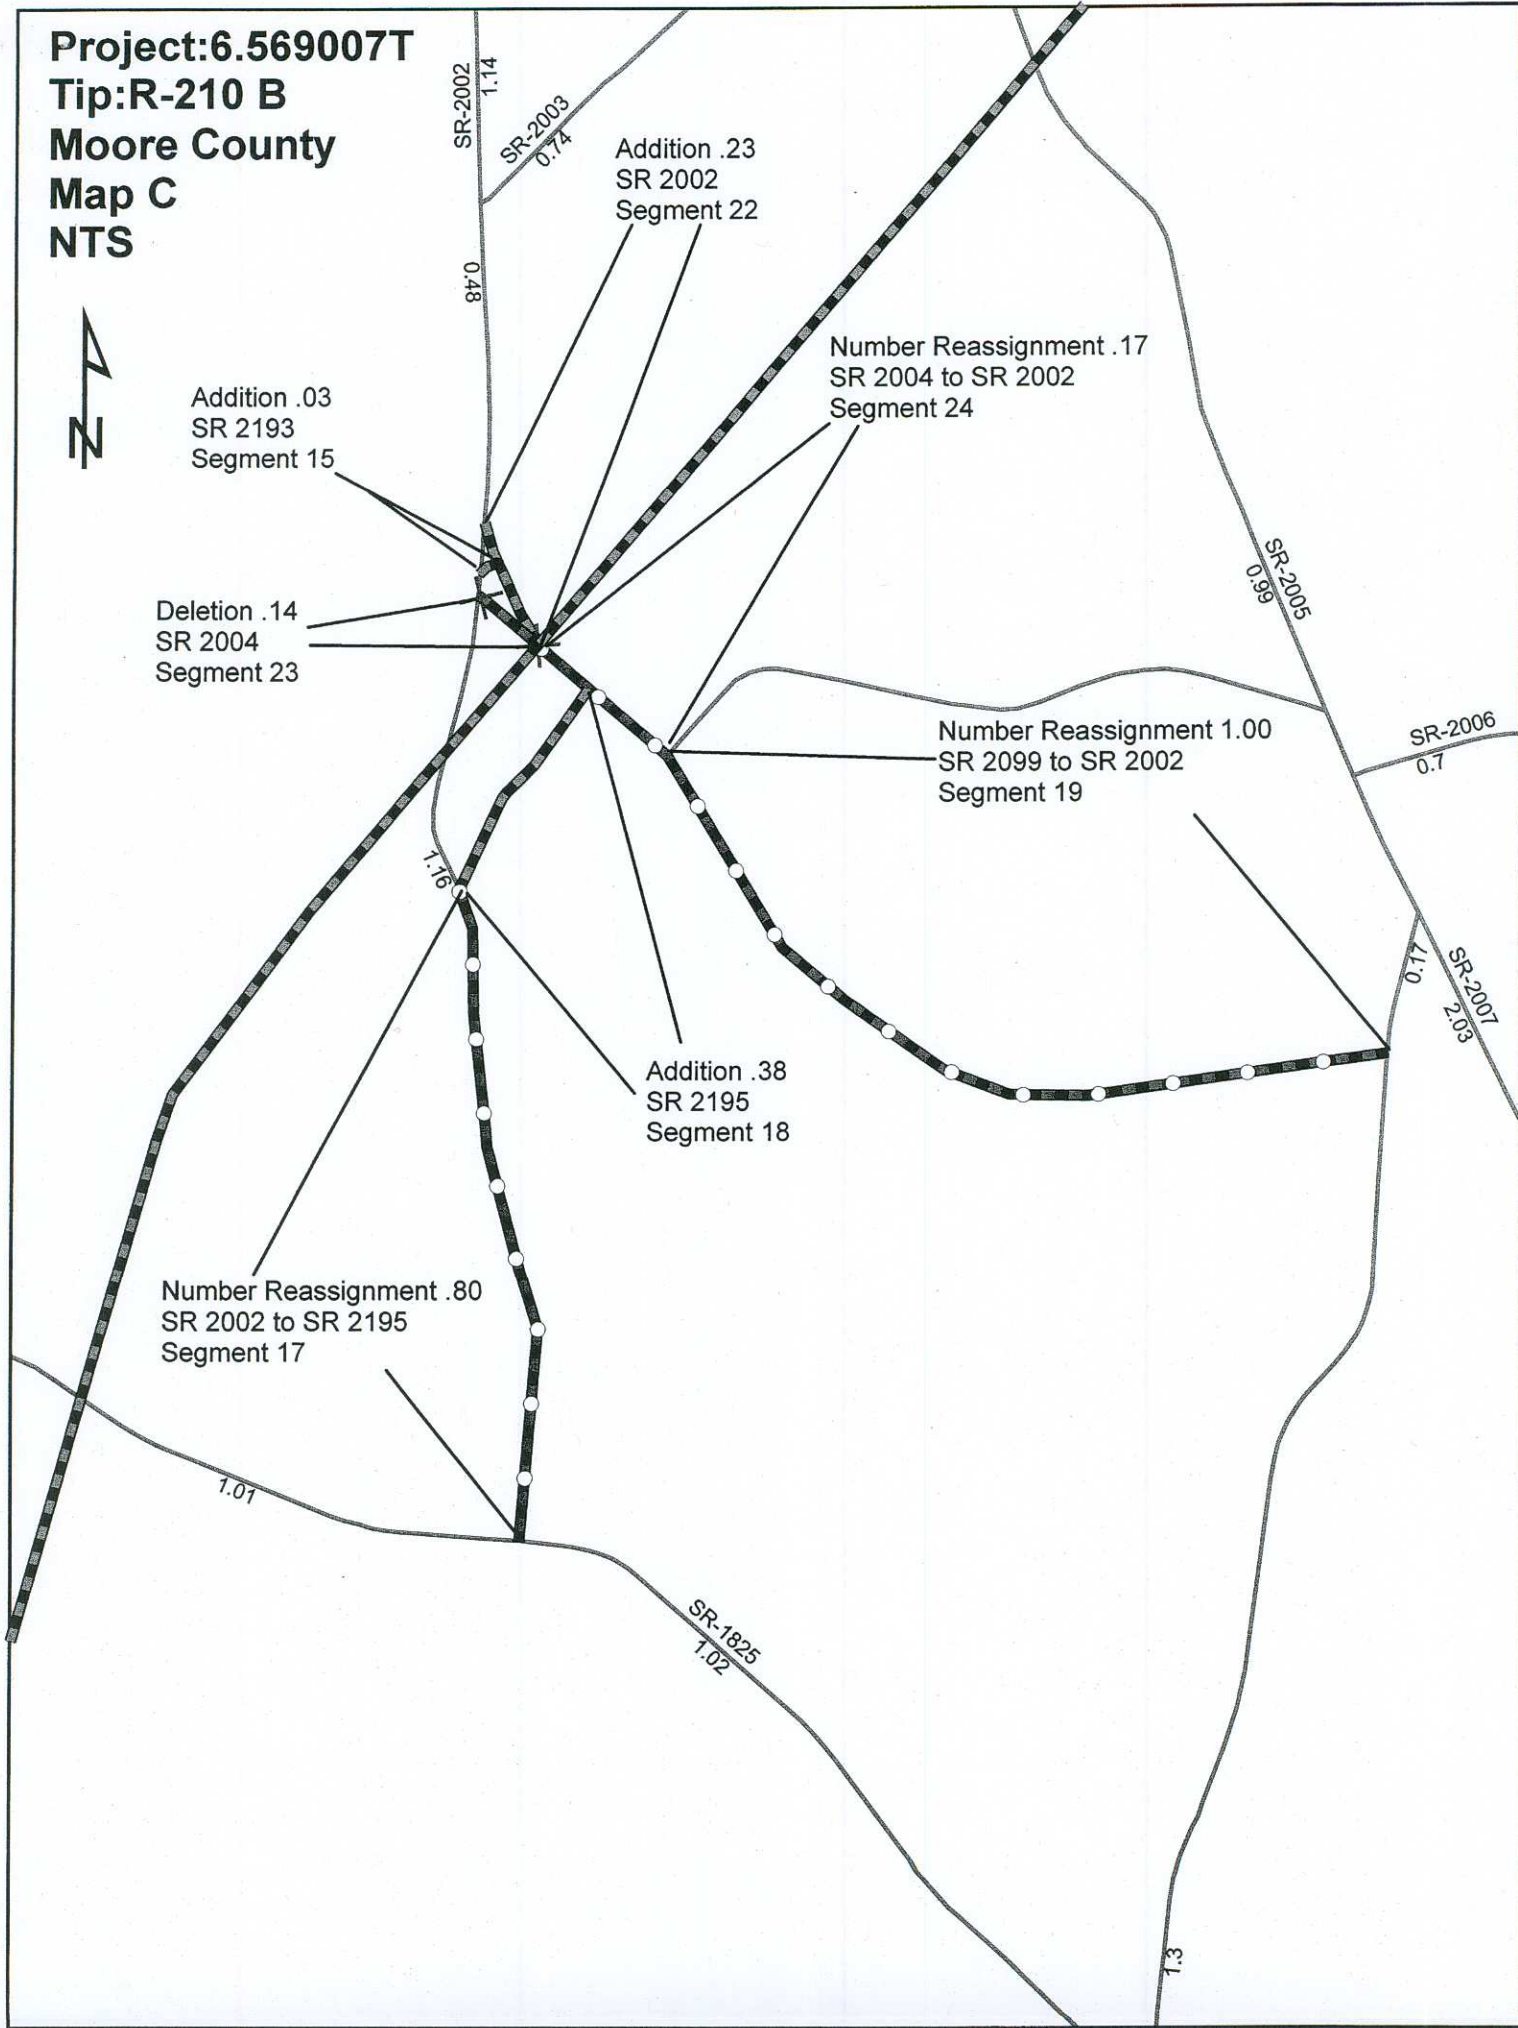 Project:6.569007T
Tip:R-210 B
Moore County
Map C
NTS
SR-2002
1.14
SR-2003
0.74
Addition .23
SR 2002
Segment 22
0.48
Number Reassignment .17
SR 2004 to SR 2002
Segment 24
N
Addition .03
SR 2193
Segment 15
SR-2005
0.99
Deletion .14
SR 2004
Segment 23
Number Reassignment 1.00
SR 2099 to SR 2002
Segment 19
SR-2006
0.7
1.16
0.17
SR-2007
2.03
Addition .38
SR 2195
Segment 18
Number Reassignment .80
SR 2002 to SR 2195
Segment 17
1.01
SR-1825
1.02
1.3